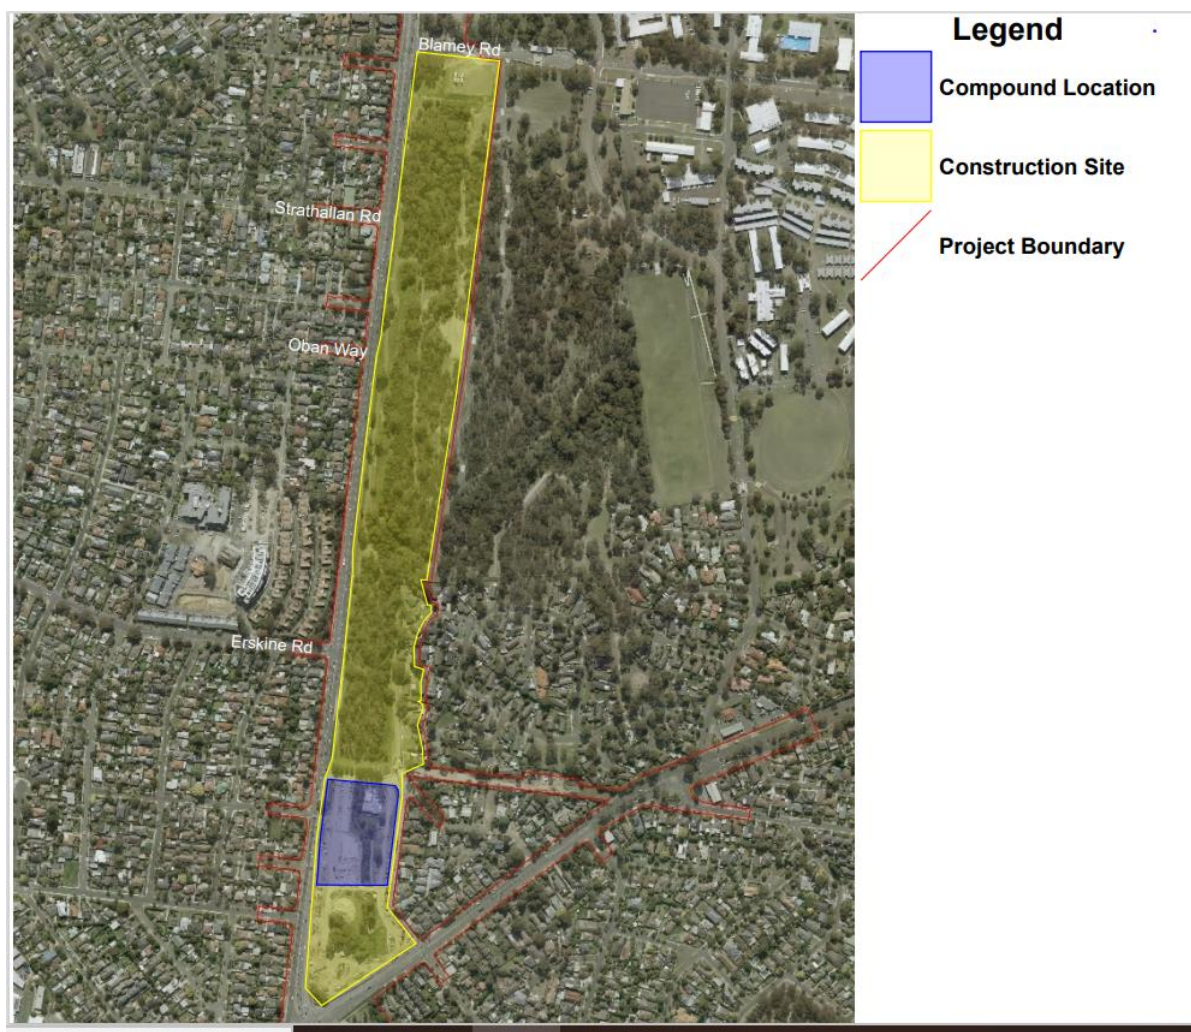 Legend
Compound Location
Construction Site
Project Boundary
Blamey Rd
Strathallan Rd
Oban Way
Erskine Rd